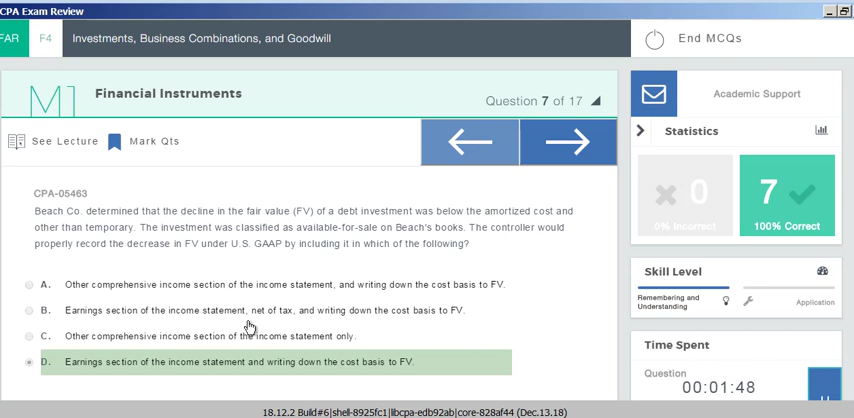 CPA Exam Review
FAR F4 Investments, Business Combinations, and Goodwill End MCQs
M1 Financial Instruments Question 7 of 17 Academic Support
See Lecture Mark Qts Statistics
CPA-05463
Beach Co. determined that the decline in the fair value (FV) of a debt investment was below the amortized cost and
other than temporary. The investment was classified as available-for-sale on Beach's books. The controller would
properly record the decrease in FV under U.S. GAAP by including it in which of the following?
A. Other comprehensive income section of the income statement, and writing down the cost basis to FV.
B. Earnings section of the income statement, net of tax, and writing down the cost basis to FV.
C. Other comprehensive income section of the income statement only.
D. Earnings section of the income statement and writing down the cost basis to FV.
0 7
0% Incorrect 100% Correct
Skill Level
Remembering and
Understanding
Application
Time Spent
Question
00:01:48
18.12.2 Build#6|shell-8925fc1|libcpa-edb92ab|core-828af44 (Dec.13.18)